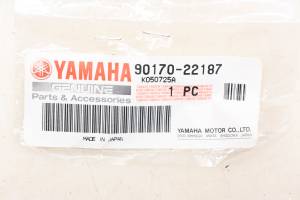 YAMAHA 90170-22187
K050725A
GENUINE
Parts & Accessories
1 PC
MADE IN JAPAN
YAMAHA MOTOR CO.,LTD.